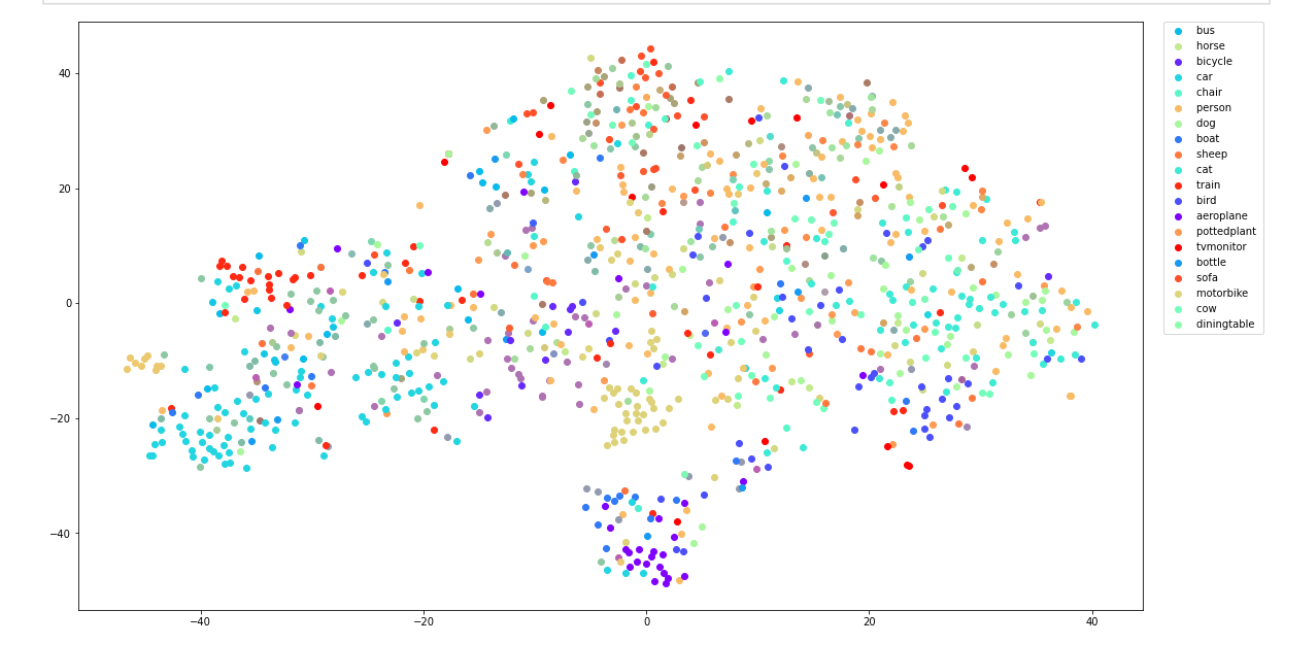 bus
horse
bicycle
car
chair
person
dog
boat
sheep
cat
train
bird
aeroplane
pottedplant
tvmonitor
bottle
sofa
motorbike
cow
diningtable
40
20
0
−20
−40
−40
−20
0
20
40